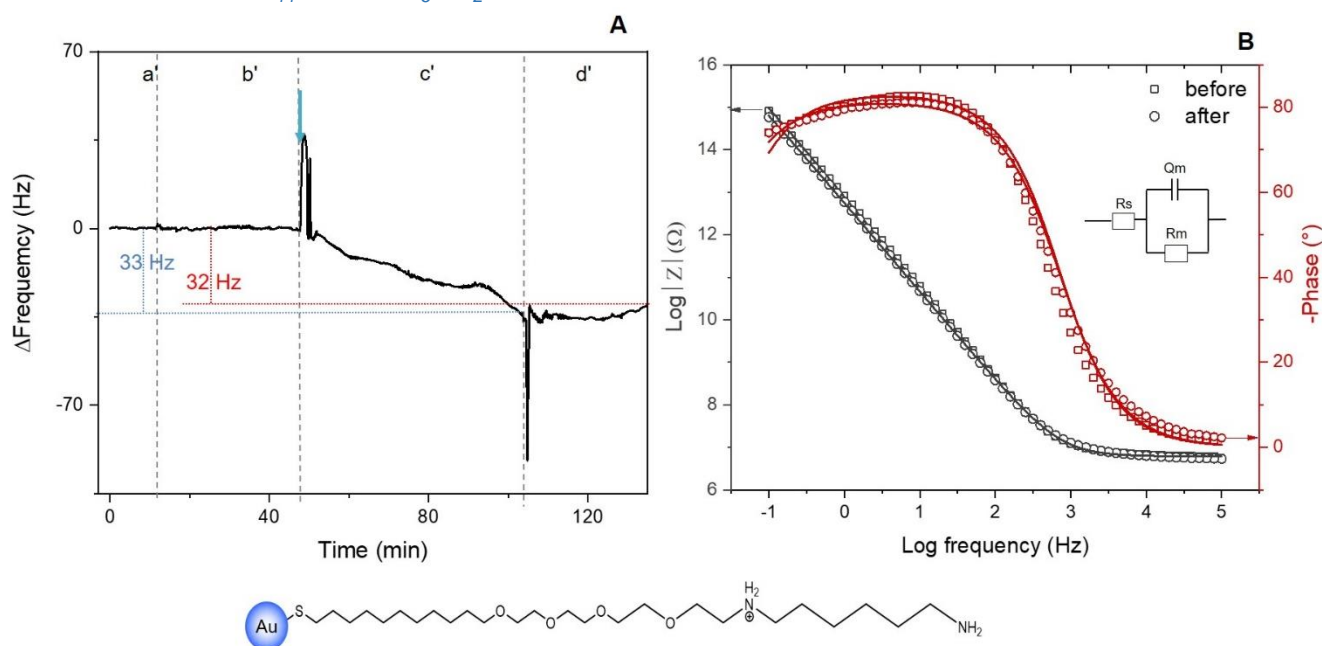 A
70
0
-70
a'
b'
c'
d'
33 Hz
32 Hz
0
40
80
120
ΔFrequemcy (Hz)
Time (min)
B
16
15
14
12
10
8
6
80
60
40
20
0
before
after
Qm
Rs
Rm
-1
0
1
2
3
4
5
Log |Z| (Ω)
-Phase (°)
Log frequency (Hz)
Au
S
O
O
O
O
H₂
N
⊕
NH₂